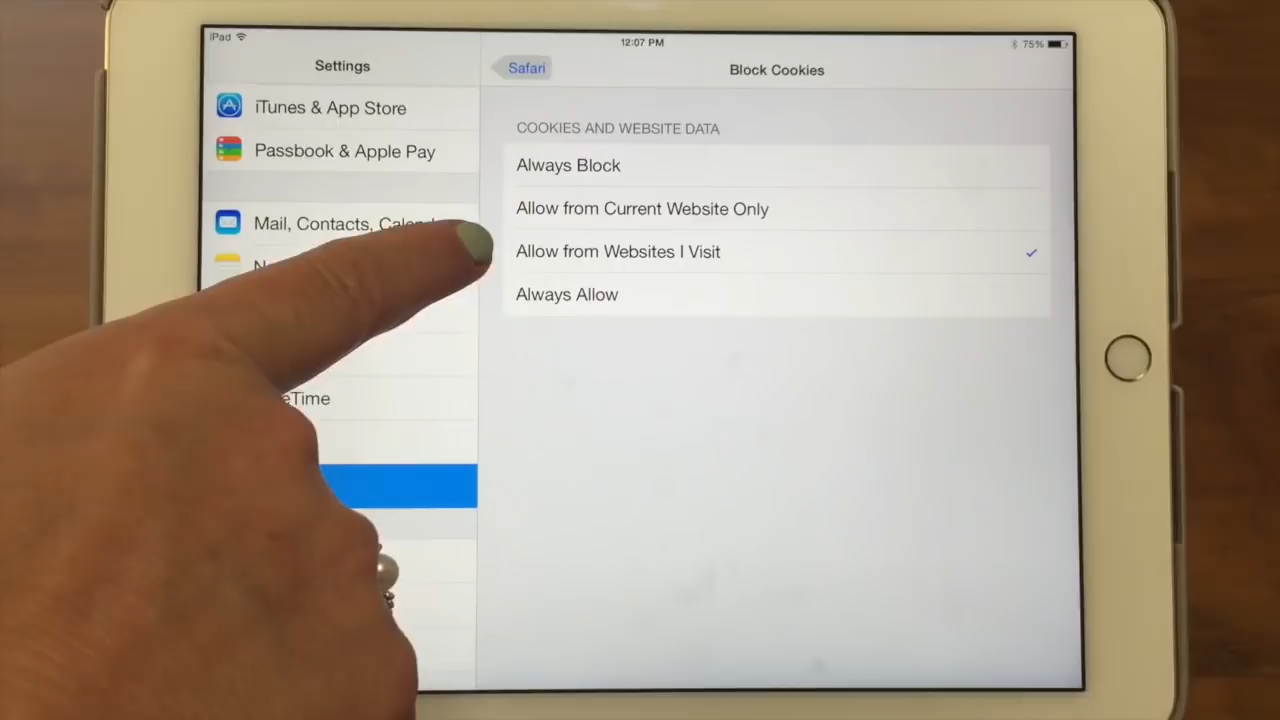 iPad
12:07 PM
75%
Settings
Safari
Block Cookies
iTunes & App Store
Passbook & Apple Pay
Mail, Contacts,
eTime
COOKIES AND WEBSITE DATA
Always Block
Allow from Current Website Only
Allow from Websites I Visit
Always Allow